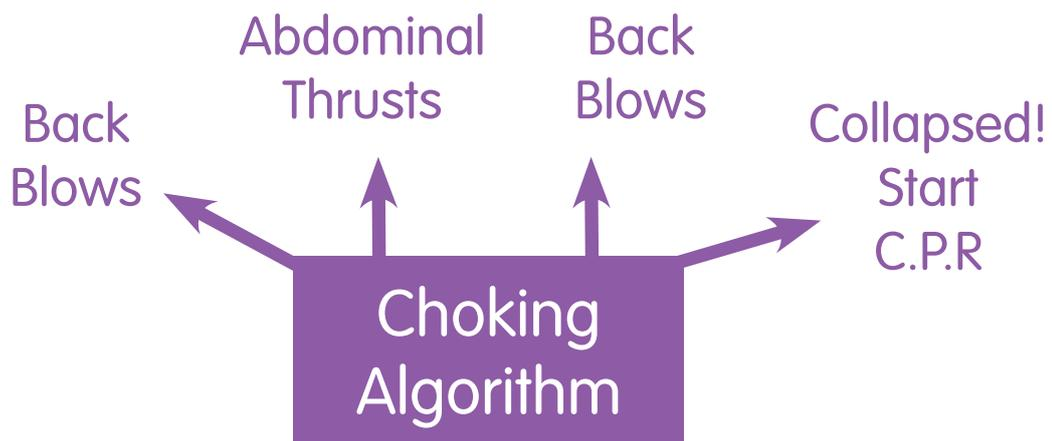 Back
Blows
Abdominal
Thrusts
Back
Blows
Collapsed!
Start
C.P.R
Choking
Algorithm